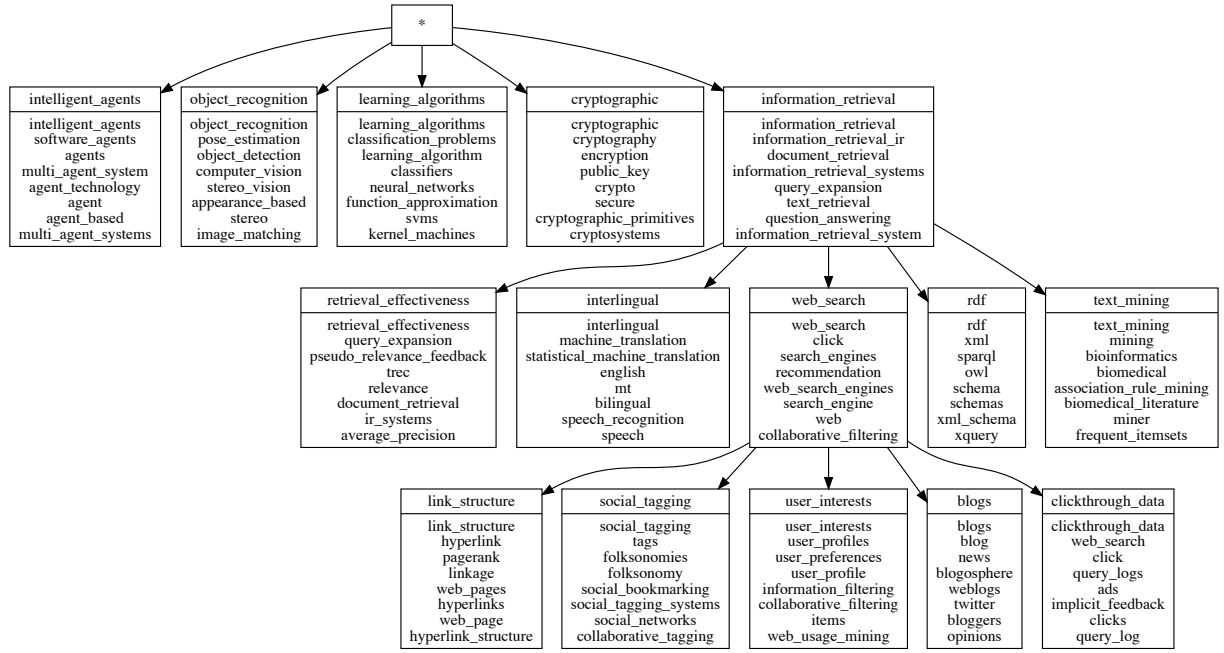 *
intelligent_agents
intelligent_agents
software_agents
agents
multi_agent_system
agent_technology
agent
agent_based
multi_agent_systems
object_recognition
object_recognition
pose_estimation
object_detection
computer_vision
stereo_vision
appearance_based
stereo
image_matching
learning_algorithms
learning_algorithms
classification_problems
learning_algorithm
classifiers
neural_networks
function_approximation
svms
kernel_machines
cryptographic
cryptographic
cryptography
encryption
public_key
crypto
secure
cryptographic_primitives
cryptosystems
information_retrieval
information_retrieval
information_retrieval_ir
document_retrieval
information_retrieval_systems
query_expansion
text_retrieval
question_answering
information_retrieval_system
retrieval_effectiveness
retrieval_effectiveness
query_expansion
pseudo_relevance_feedback
trec
relevance
document_retrieval
ir_systems
average_precision
interlingual
interlingual
machine_translation
statistical_machine_translation
english
mt
bilingual
speech_recognition
speech
web_search
web_search
click
search_engines
recommendation
web_search_engines
search_engine
web
collaborative_filtering
rdf
rdf
xml
sparql
owl
schema
schemas
xml_schema
xquery
text_mining
text_mining
mining
bioinformatics
biomedical
association_rule_mining
biomedical_literature
miner
frequent_itemsets
link_structure
link_structure
hyperlink
pagerank
linkage
web_pages
hyperlinks
web_page
hyperlink_structure
social_tagging
social_tagging
tags
folksonomies
folksonomy
social_bookmarking
social_tagging_systems
social_networks
collaborative_tagging
user_interests
user_interests
user_profiles
user_preferences
user_profile
information_filtering
collaborative_filtering
items
web_usage_mining
blogs
blogs
blog
news
blogosphere
weblogs
twitter
bloggers
opinions
clickthrough_data
clickthrough_data
web_search
click
query_logs
ads
implicit_feedback
clicks
query_log